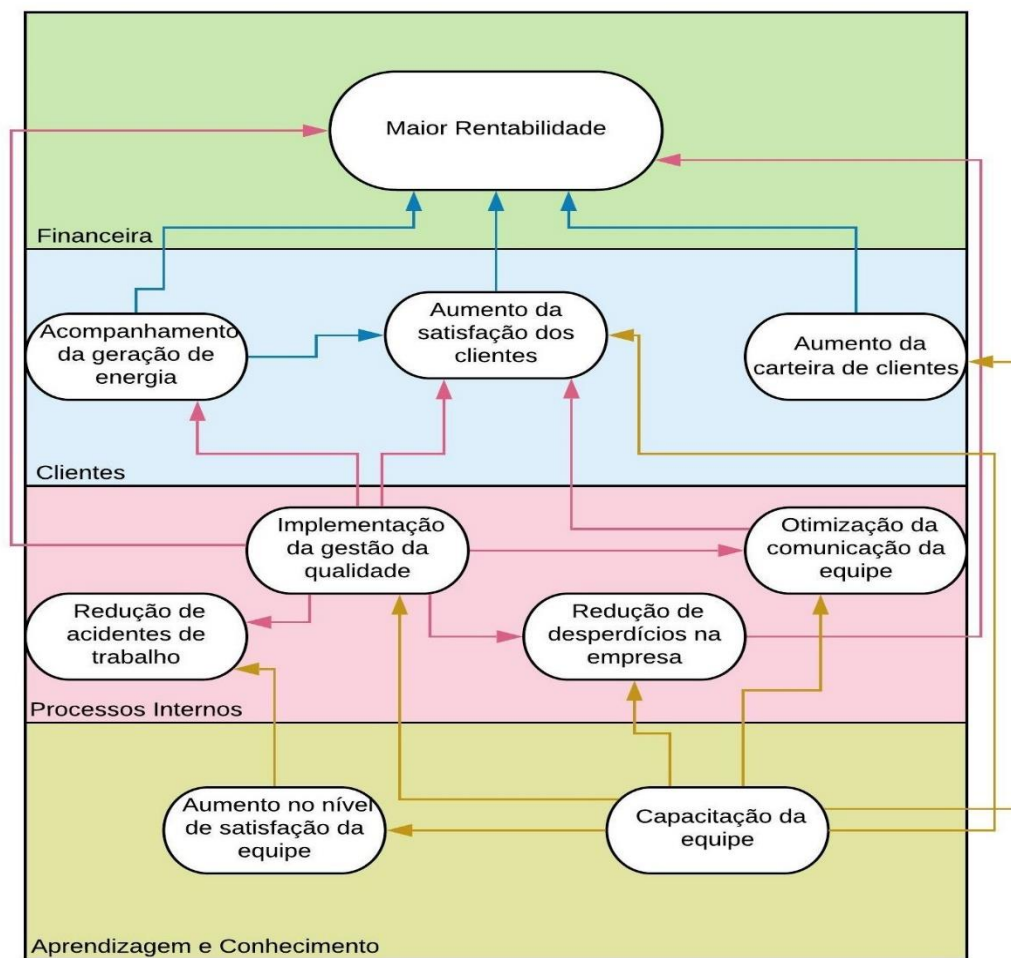 Maior Rentabilidade
Financeira
Acompanhamento
da geração de
energia
Aumento da
satisfação dos
clientes
Aumento da
carteira de clientes
Clientes
Implementação
da gestão da
qualidade
Otimização da
comunicação da
equipe
Redução de
acidentes de
trabalho
Redução de
desperdícios na
empresa
Processos Internos
Aumento no nível
de satisfação da
equipe
Capacitação da
equipe
Aprendizagem e Conhecimento